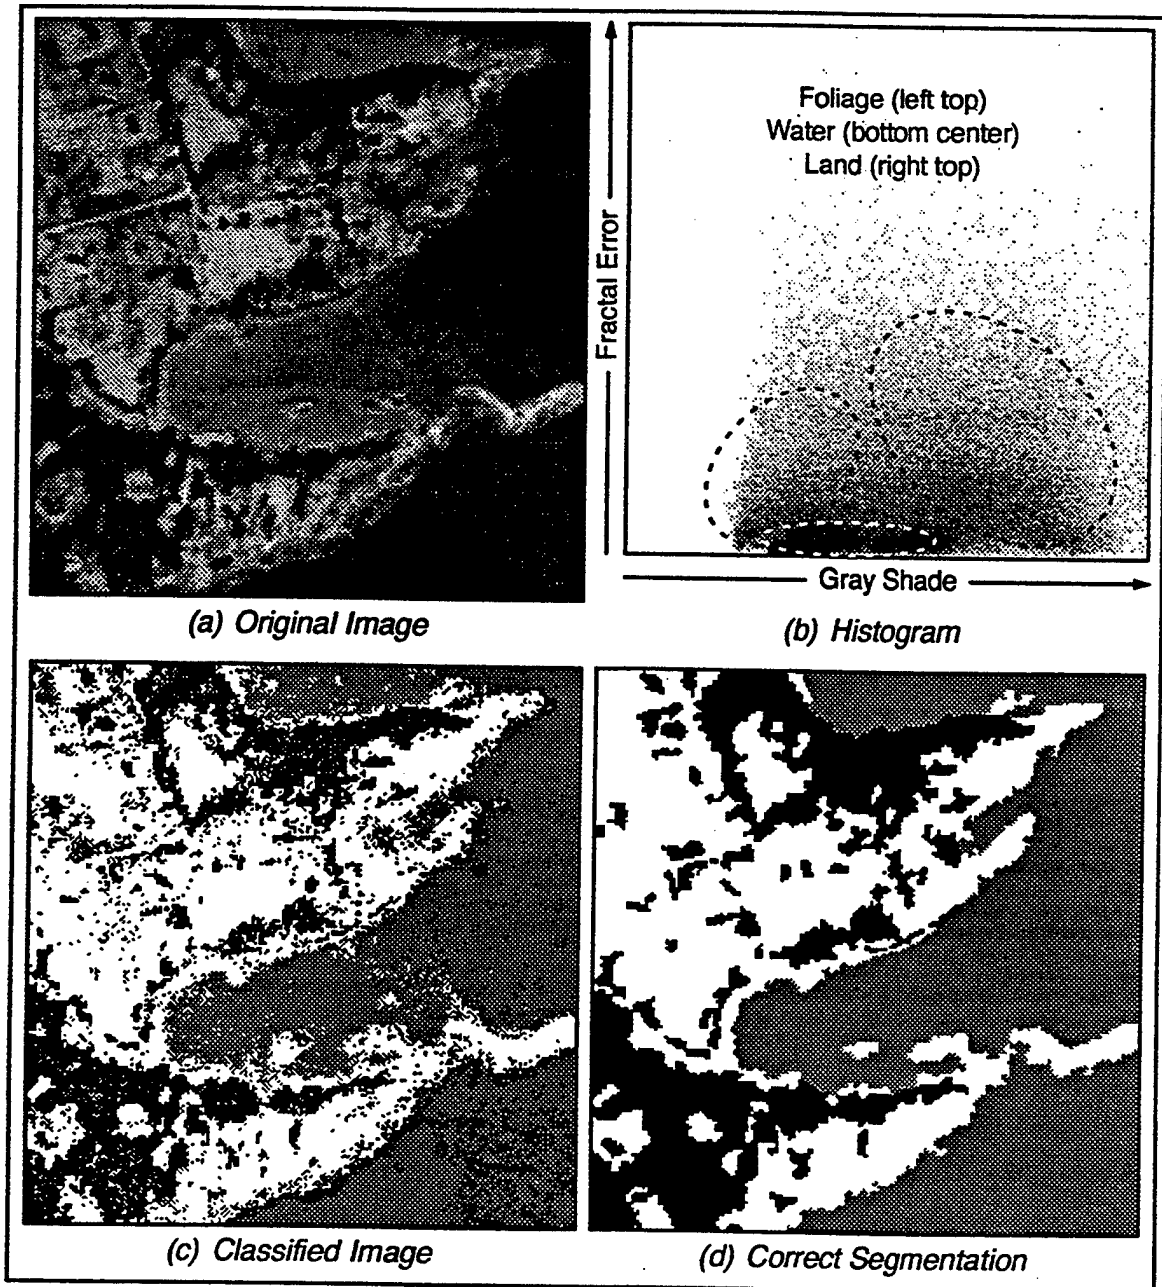 Foliage (left top)
Water (bottom center)
Land (right top)
Fractal Error
Gray Shade
(a) Original Image
(b) Histogram
(c) Classified Image
(d) Correct Segmentation